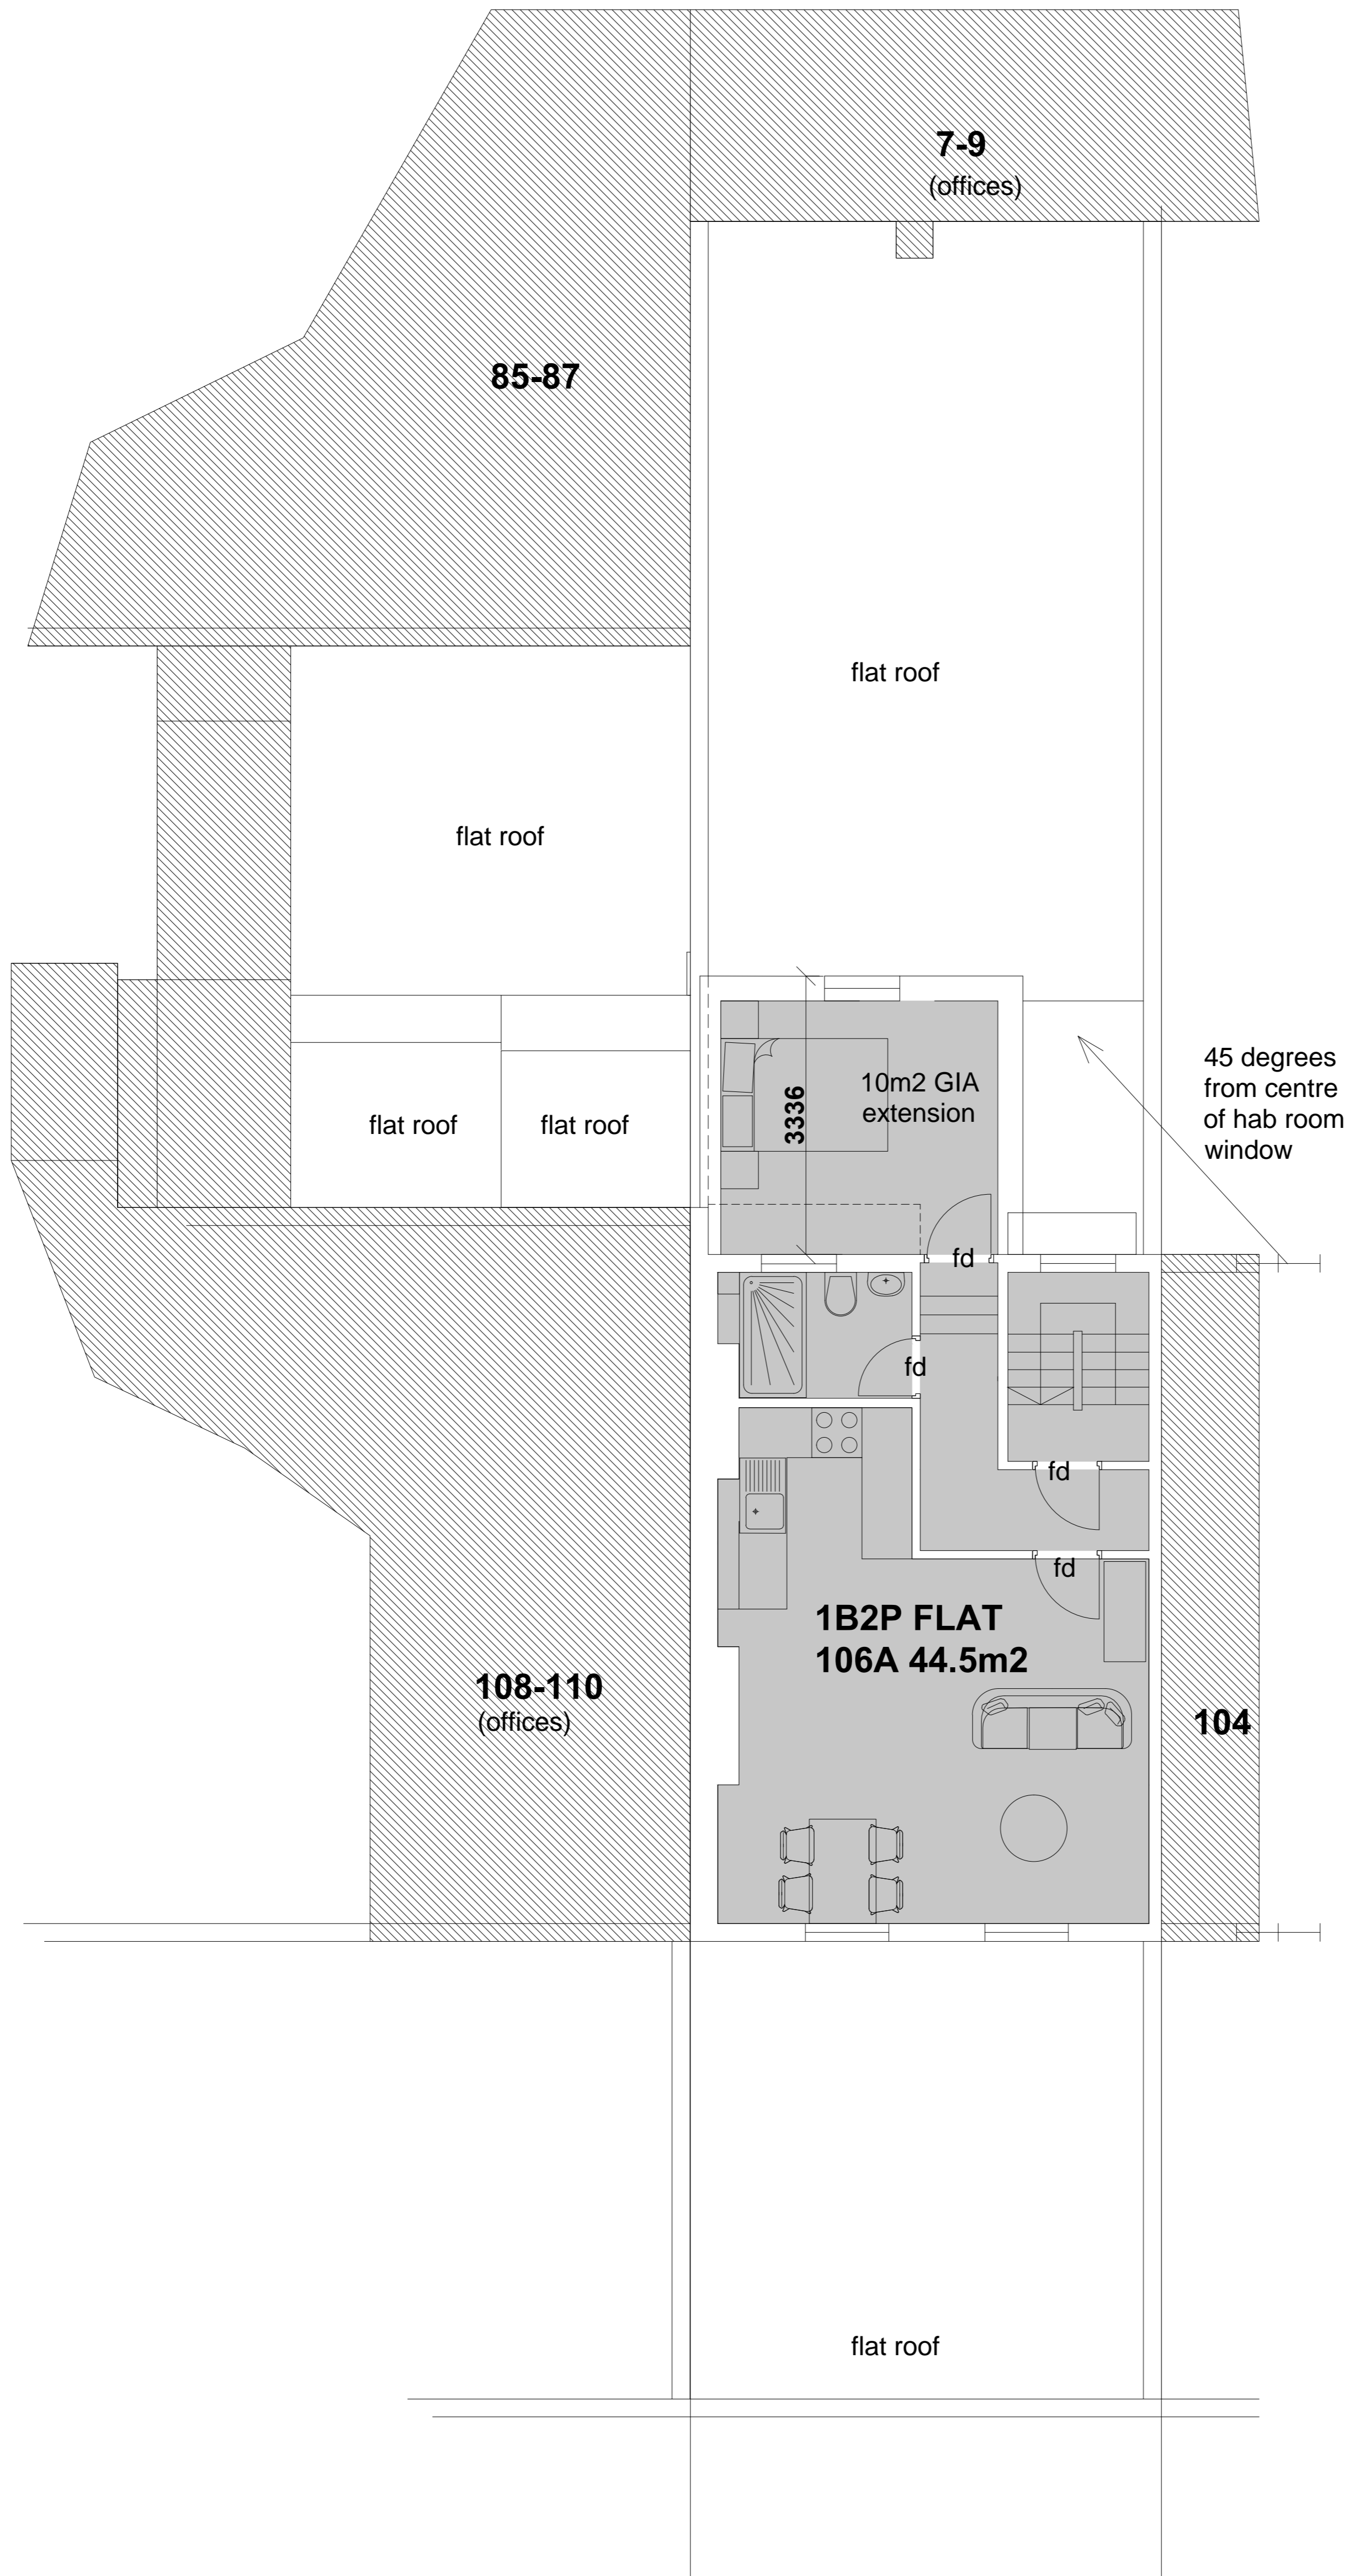 7-9
(offices)
85-87
flat roof
flat roof
45 degrees
from centre
of hab room
window
10m2 GIA
extension
3336
flat roof
flat roof
fd
fd
fd
fd
1B2P FLAT
106A 44.5m2
108-110
(offices)
104
flat roof